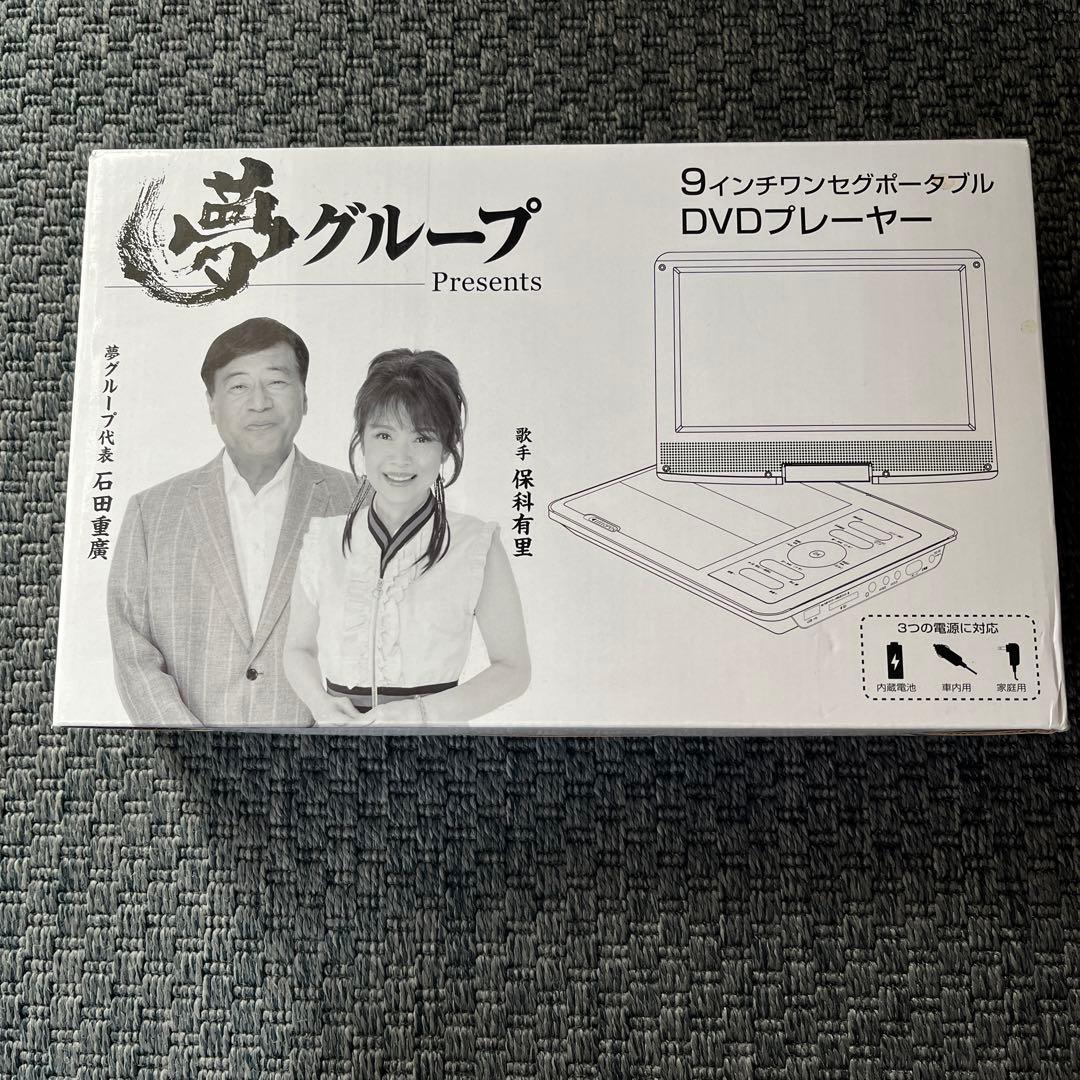 夢グループ
Presents
夢グループ代表 石田重廣
歌手 保科有里
9インチワンセグポータブル
DVDプレーヤー
3つの電源に対応
内蔵電池
車内用
家庭用